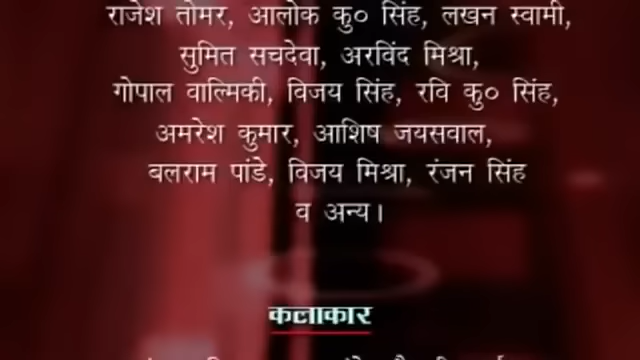 राजेश तोमर, आलोक कु० सिंह, लखन स्वामी,
सुमित सचदेवा, अरविंद मिश्रा,
गोपाल वाल्मिकी, विजय सिंह, रवि कु० सिंह,
अमरेश कुमार, आशिष जयसवाल,
बलराम पांडे, विजय मिश्रा, रंजन सिंह
व अन्य।
कलाकार